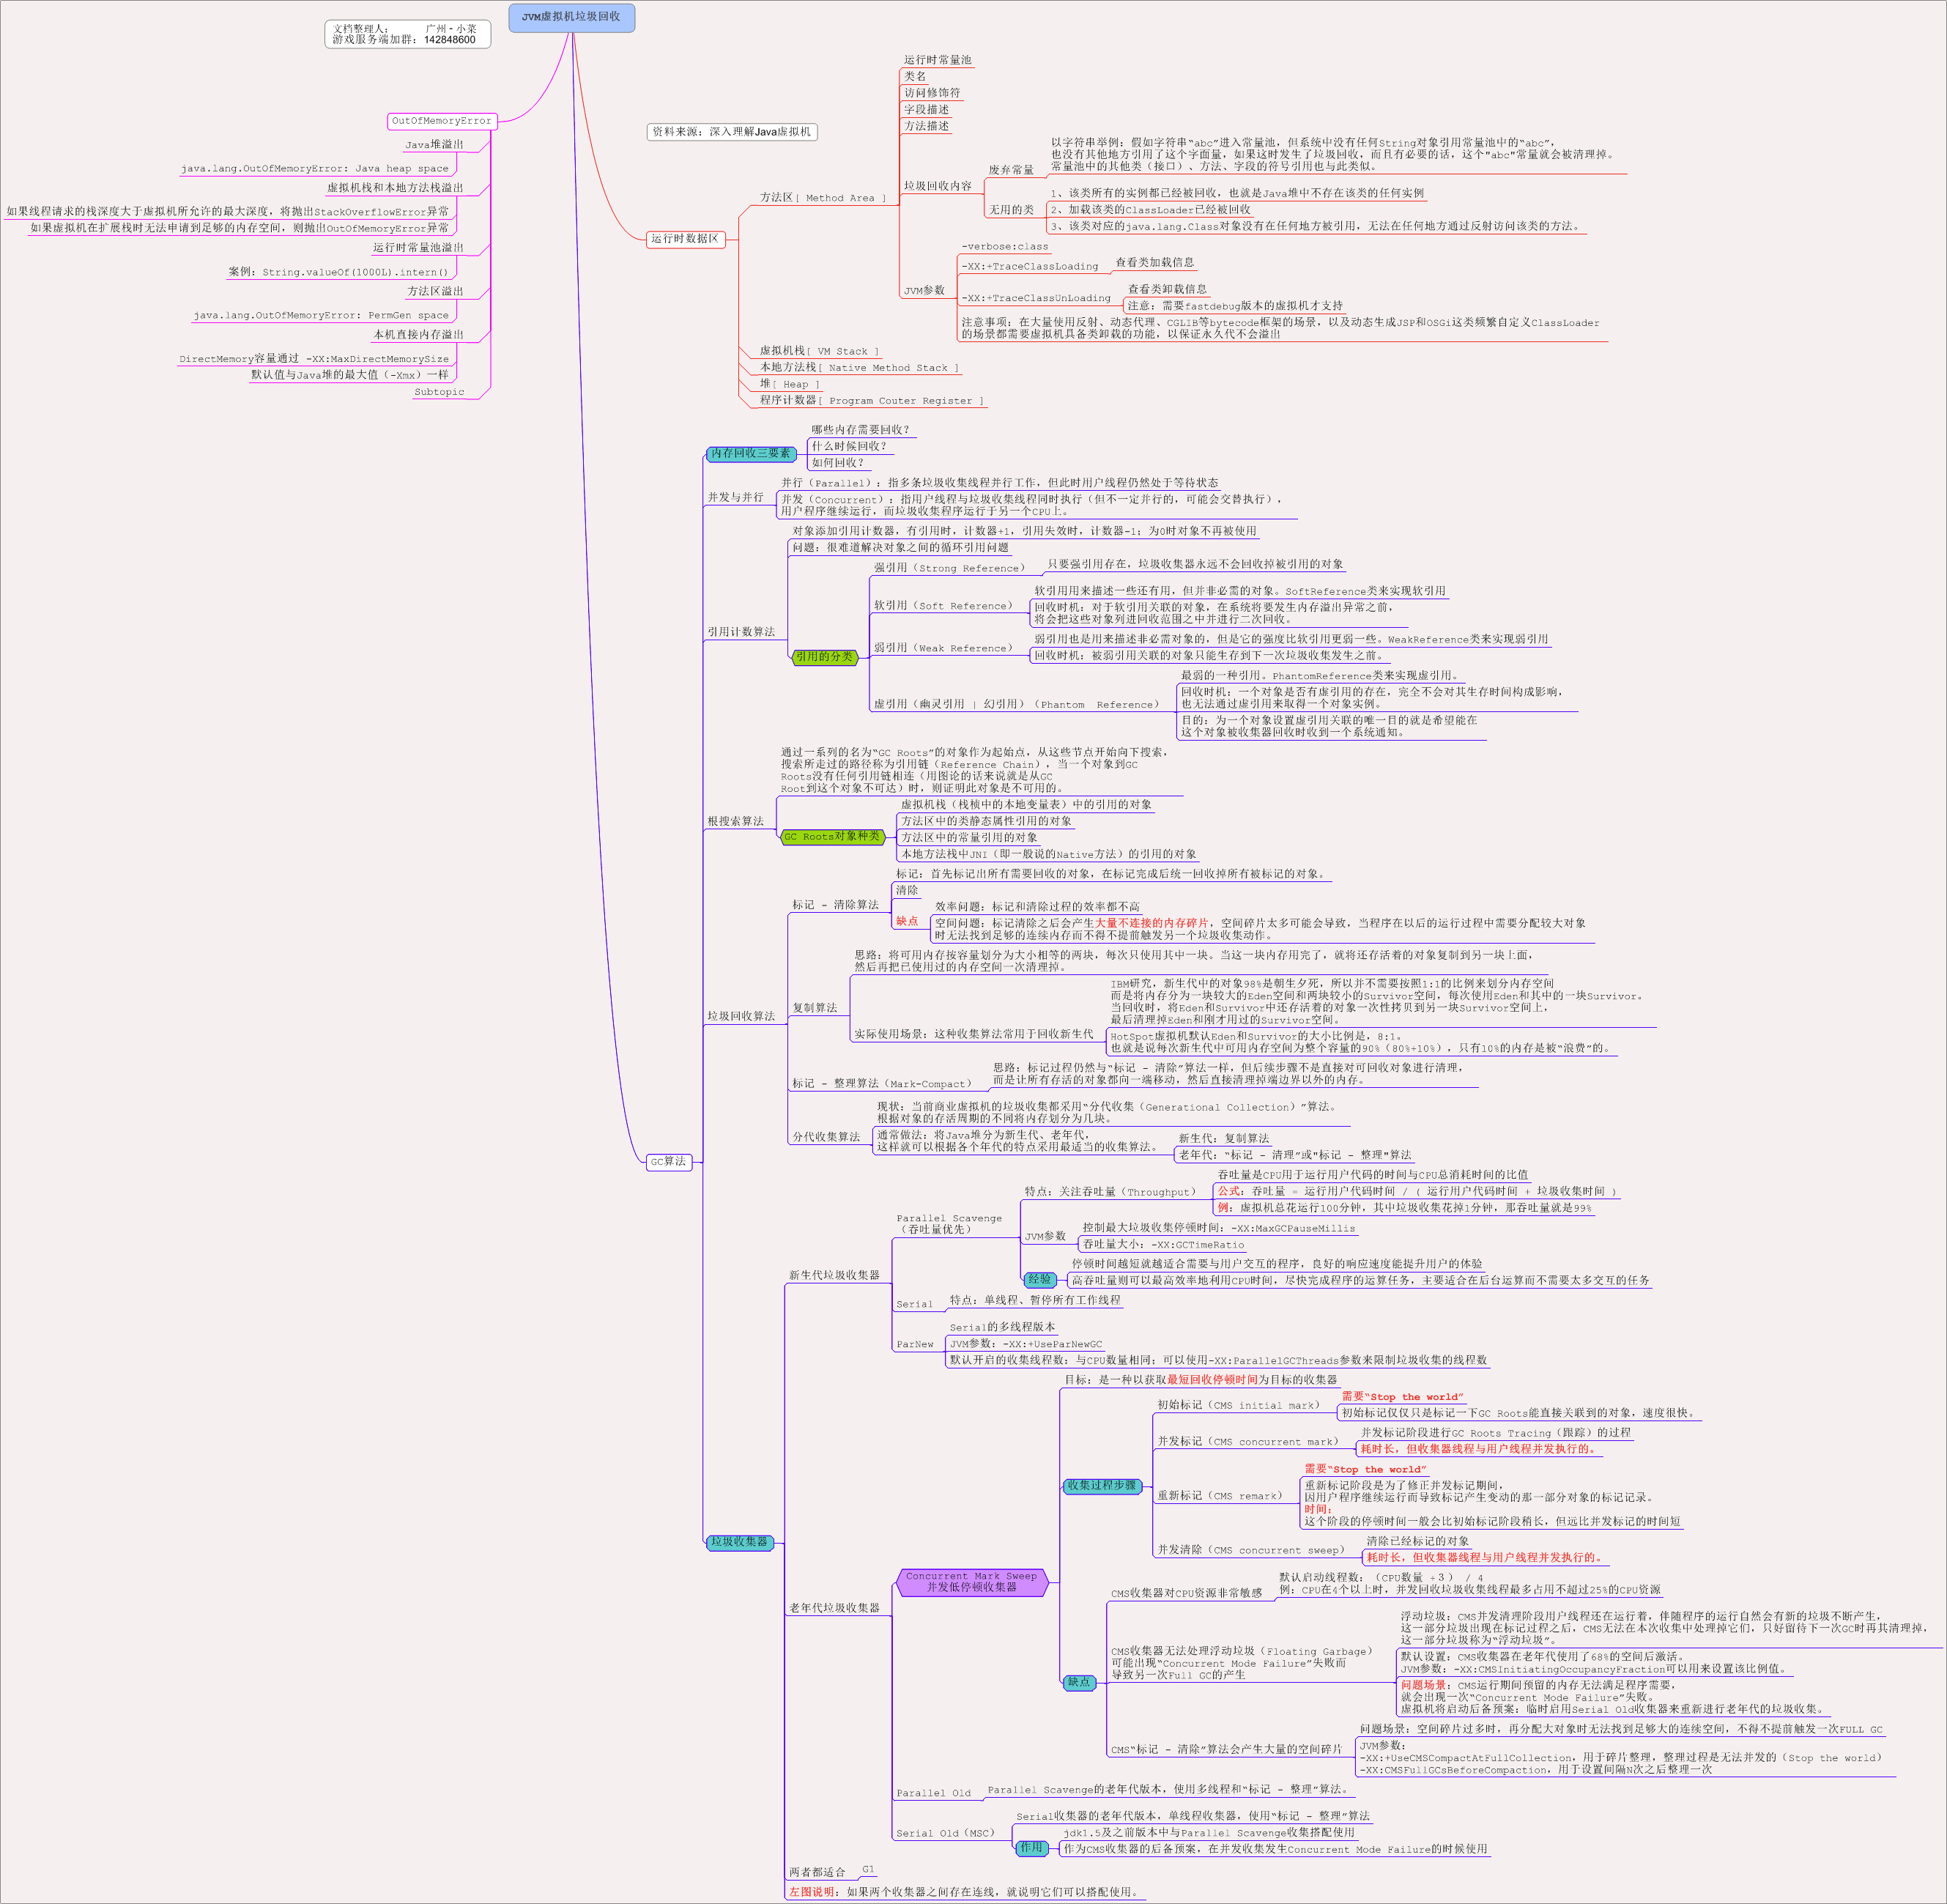 JVM虚拟机垃圾回收
文档整理人： 广州 - 小菜
游戏服务端加群：142848600
OutOfMemoryError
Java堆溢出
java.lang.OutOfMemoryError: Java heap space
虚拟机栈和本地方法栈溢出
如果线程请求的栈深度大于虚拟机所允许的最大深度，将抛出StackOverflowError异常
如果虚拟机在扩展栈时无法申请到足够的内存空间，则抛出OutOfMemoryError异常
运行时常量池溢出
案例：String.valueOf(1000L).intern()
方法区溢出
java.lang.OutOfMemoryError: PermGen space
本机直接内存溢出
DirectMemory容量通过 -XX:MaxDirectMemorySize
默认值与Java堆的最大值（-Xmx）一样
Subtopic
资料来源：深入理解Java虚拟机
运行时数据区
方法区[ Method Area ]
运行时常量池
类名
访问修饰符
字段描述
方法描述
垃圾回收内容
废弃常量
以字符串举例：假如字符串“abc”进入常量池，但系统中没有任何String对象引用常量池中的“abc”，
也没有其他地方引用了这个字面量，如果这时发生了垃圾回收，而且有必要的话，这个"abc"常量就会被清理掉。
常量池中的其他类（接口）、方法、字段的符号引用也与此类似。
无用的类
1、该类所有的实例都已经被回收，也就是Java堆中不存在该类的任何实例
2、加载该类的ClassLoader已经被回收
3、该类对应的java.lang.Class对象没有在任何地方被引用，无法在任何地方通过反射访问该类的方法。
JVM参数
-verbose:class
-XX:+TraceClassLoading
查看类加载信息
-XX:+TraceClassUnLoading
查看类卸载信息
注意：需要fastdebug版本的虚拟机才支持
注意事项：在大量使用反射、动态代理、CGLIB等bytecode框架的场景，以及动态生成JSP和OSGi这类频繁自定义ClassLoader
的场景都需要虚拟机具备类卸载的功能，以保证永久代不会溢出
虚拟机栈[ VM Stack ]
本地方法栈[ Native Method Stack ]
堆[ Heap ]
程序计数器[ Program Couter Register ]
GC算法
内存回收三要素
哪些内存需要回收？
什么时候回收？
如何回收？
并发与并行
并行（Parallel）：指多条垃圾收集线程并行工作，但此时用户线程仍然处于等待状态
并发（Concurrent）：指用户线程与垃圾收集线程同时执行（但不一定并行的，可能会交替执行），
用户程序继续运行，而垃圾收集程序运行于另一个CPU上。
引用计数算法
对象添加引用计数器，有引用时，计数器+1，引用失效时，计数器-1；为0时对象不再被使用
问题：很难道解决对象之间的循环引用问题
引用的分类
强引用（Strong Reference）
只要强引用存在，垃圾收集器永远不会回收掉被引用的对象
软引用（Soft Reference）
软引用用来描述一些还有用，但并非必需的对象。SoftReference类来实现软引用
回收时机：对于软引用关联的对象，在系统将要发生内存溢出异常之前，
将会把这些对象列进回收范围之中并进行二次回收。
弱引用（Weak Reference）
弱引用也是用来描述非必需对象的，但是它的强度比软引用更弱一些。WeakReference类来实现弱引用
回收时机：被弱引用关联的对象只能生存到下一次垃圾收集发生之前。
虚引用（幽灵引用 | 幻引用）（Phantom  Reference）
最弱的一种引用。PhantomReference类来实现虚引用。
回收时机：一个对象是否有虚引用的存在，完全不会对其生存时间构成影响，
也无法通过虚引用来取得一个对象实例。
目的：为一个对象设置虚引用关联的唯一目的就是希望能在
这个对象被收集器回收时收到一个系统通知。
根搜索算法
通过一系列的名为“GC Roots”的对象作为起始点，从这些节点开始向下搜索，
搜索所走过的路径称为引用链（Reference Chain），当一个对象到GC
Roots没有任何引用链相连（用图论的话来说就是从GC
Root到这个对象不可达）时，则证明此对象是不可用的。
GC Roots对象种类
虚拟机栈（栈桢中的本地变量表）中的引用的对象
方法区中的类静态属性引用的对象
方法区中的常量引用的对象
本地方法栈中JNI（即一般说的Native方法）的引用的对象
垃圾回收算法
标记 - 清除算法
标记：首先标记出所有需要回收的对象，在标记完成后统一回收掉所有被标记的对象。
清除
缺点
效率问题：标记和清除过程的效率都不高
空间问题：标记清除之后会产生大量不连接的内存碎片，空间碎片太多可能会导致，当程序在以后的运行过程中需要分配较大对象
时无法找到足够的连续内存而不得不提前触发另一个垃圾收集动作。
复制算法
思路：将可用内存按容量划分为大小相等的两块，每次只使用其中一块。当这一块内存用完了，就将还存活着的对象复制到另一块上面，
然后再把已使用过的内存空间一次清理掉。
实际使用场景：这种收集算法常用于回收新生代
IBM研究，新生代中的对象98%是朝生夕死，所以并不需要按照1:1的比例来划分内存空间
而是将内存分为一块较大的Eden空间和两块较小的Survivor空间，每次使用Eden和其中的一块Survivor。
当回收时，将Eden和Survivor中还存活着的对象一次性拷贝到另一块Survivor空间上，
最后清理掉Eden和刚才用过的Survivor空间。
HotSpot虚拟机默认Eden和Survivor的大小比例是，8:1。
也就是说每次新生代中可用内存空间为整个容量的90%（80%+10%），只有10%的内存是被“浪费”的。
标记 - 整理算法（Mark-Compact）
思路：标记过程仍然与“标记 - 清除”算法一样，但后续步骤不是直接对可回收对象进行清理，
而是让所有存活的对象都向一端移动，然后直接清理掉端边界以外的内存。
分代收集算法
现状：当前商业虚拟机的垃圾收集都采用“分代收集（Generational Collection）”算法。
根据对象的存活周期的不同将内存划分为几块。
通常做法：将Java堆分为新生代、老年代，
这样就可以根据各个年代的特点采用最适当的收集算法。
新生代：复制算法
老年代：“标记 - 清理”或"标记 - 整理"算法
垃圾收集器
新生代垃圾收集器
Parallel Scavenge
（吞吐量优先）
特点：关注吞吐量（Throughput）
吞吐量是CPU用于运行用户代码的时间与CPU总消耗时间的比值
公式：吞吐量 = 运行用户代码时间 / ( 运行用户代码时间 + 垃圾收集时间 )
例：虚拟机总花运行100分钟，其中垃圾收集花掉1分钟，那吞吐量就是99%
JVM参数
控制最大垃圾收集停顿时间：-XX:MaxGCPauseMillis
吞吐量大小：-XX:GCTimeRatio
经验
停顿时间越短就越适合需要与用户交互的程序，良好的响应速度能提升用户的体验
高吞吐量则可以最高效率地利用CPU时间，尽快完成程序的运算任务，主要适合在后台运算而不需要太多交互的任务
Serial
特点：单线程、暂停所有工作线程
ParNew
Serial的多线程版本
JVM参数：-XX:+UseParNewGC
默认开启的收集线程数：与CPU数量相同；可以使用-XX:ParallelGCThreads参数来限制垃圾收集的线程数
老年代垃圾收集器
Concurrent Mark Sweep
并发低停顿收集器
目标：是一种以获取最短回收停顿时间为目标的收集器
收集过程步骤
初始标记（CMS initial mark）
需要“Stop the world”
初始标记仅仅只是标记一下GC Roots能直接关联到的对象，速度很快。
并发标记（CMS concurrent mark）
并发标记阶段进行GC Roots Tracing（跟踪）的过程
耗时长，但收集器线程与用户线程并发执行的。
重新标记（CMS remark）
需要“Stop the world”
重新标记阶段是为了修正并发标记期间，
因用户程序继续运行而导致标记产生变动的那一部分对象的标记记录。
时间：
这个阶段的停顿时间一般会比初始标记阶段稍长，但远比并发标记的时间短
并发清除（CMS concurrent sweep）
清除已经标记的对象
耗时长，但收集器线程与用户线程并发执行的。
缺点
CMS收集器对CPU资源非常敏感
默认启动线程数：（CPU数量 +３） / 4
例：CPU在4个以上时，并发回收垃圾收集线程最多占用不超过25%的CPU资源
CMS收集器无法处理浮动垃圾（Floating Garbage）
可能出现“Concurrent Mode Failure”失败而
导致另一次Full GC的产生
浮动垃圾：CMS并发清理阶段用户线程还在运行着，伴随程序的运行自然会有新的垃圾不断产生，
这一部分垃圾出现在标记过程之后，CMS无法在本次收集中处理掉它们，只好留待下一次GC时再其清理掉，
这一部分垃圾称为“浮动垃圾”。
默认设置：CMS收集器在老年代使用了68%的空间后激活。
JVM参数：-XX:CMSInitiatingOccupancyFraction可以用来设置该比例值。
问题场景：CMS运行期间预留的内存无法满足程序需要，
就会出现一次“Concurrent Mode Failure”失败。
虚拟机将启动后备预案：临时启用Serial Old收集器来重新进行老年代的垃圾收集。
CMS“标记 - 清除”算法会产生大量的空间碎片
问题场景：空间碎片过多时，再分配大对象时无法找到足够大的连续空间，不得不提前触发一次FULL GC
JVM参数：
-XX:+UseCMSCompactAtFullCollection，用于碎片整理，整理过程是无法并发的（Stop the world）
-XX:CMSFullGCsBeforeCompaction，用于设置间隔N次之后整理一次
Parallel Old
Parallel Scavenge的老年代版本，使用多线程和“标记 - 整理”算法。
Serial Old（MSC）
Serial收集器的老年代版本，单线程收集器，使用“标记 - 整理”算法
作用
jdk1.5及之前版本中与Parallel Scavenge收集搭配使用
作为CMS收集器的后备预案，在并发收集发生Concurrent Mode Failure的时候使用
两者都适合
G1
左图说明：如果两个收集器之间存在连线，就说明它们可以搭配使用。